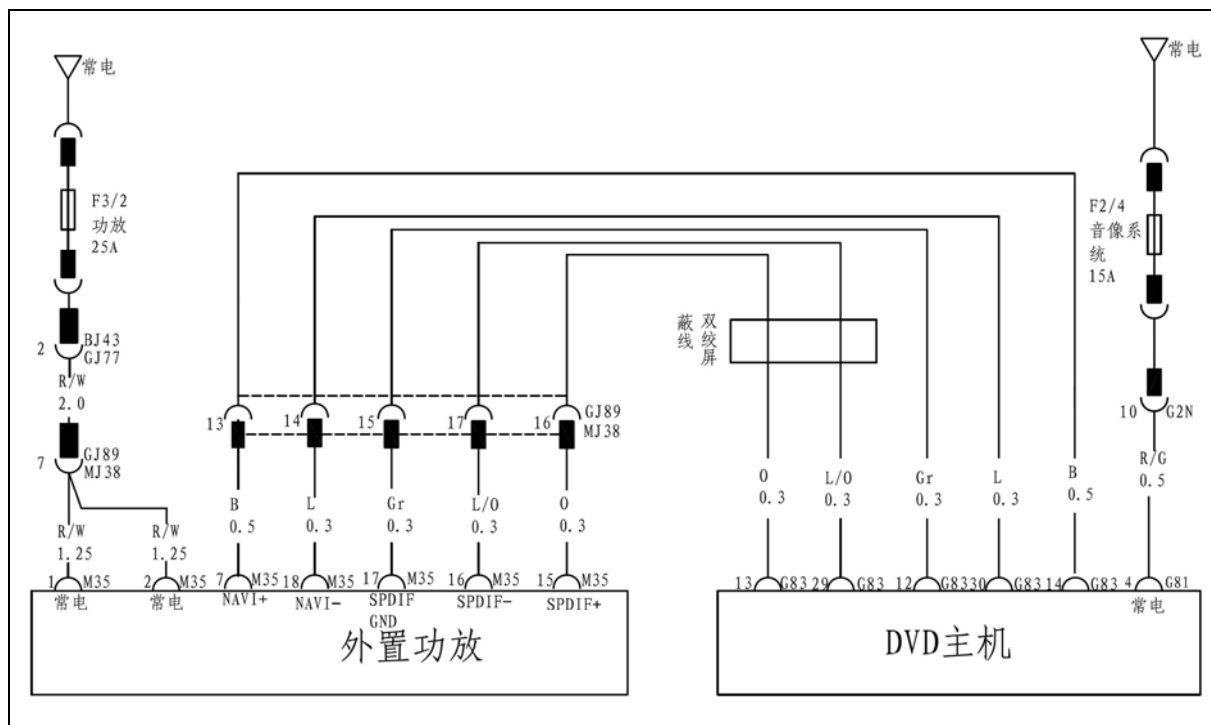 常电
常电
F3/2
功放
25A
F2/4
音像系
统
15A
双绞屏
蔽线
2
BJ43
GJ77
R/W
2.0
7
GJ89
MJ38
13
14
15
17
16
GJ89
MJ38
10
G2N
R/G
0.5
R/W
1.25
R/W
1.25
B
0.5
L
0.3
Gr
0.3
L/O
0.3
O
0.3
O
0.3
L/O
0.3
Gr
0.3
L
0.3
B
0.5
1 M35
常电
2 M35
常电
7 M35
NAVI+
18 M35
NAVI-
17 M35
SPDIF
GND
16 M35
SPDIF-
15 M35
SPDIF+
13 G83
29 G83
12 G83
30 G83
14 G83
4 G81
常电
外置功放
DVD主机